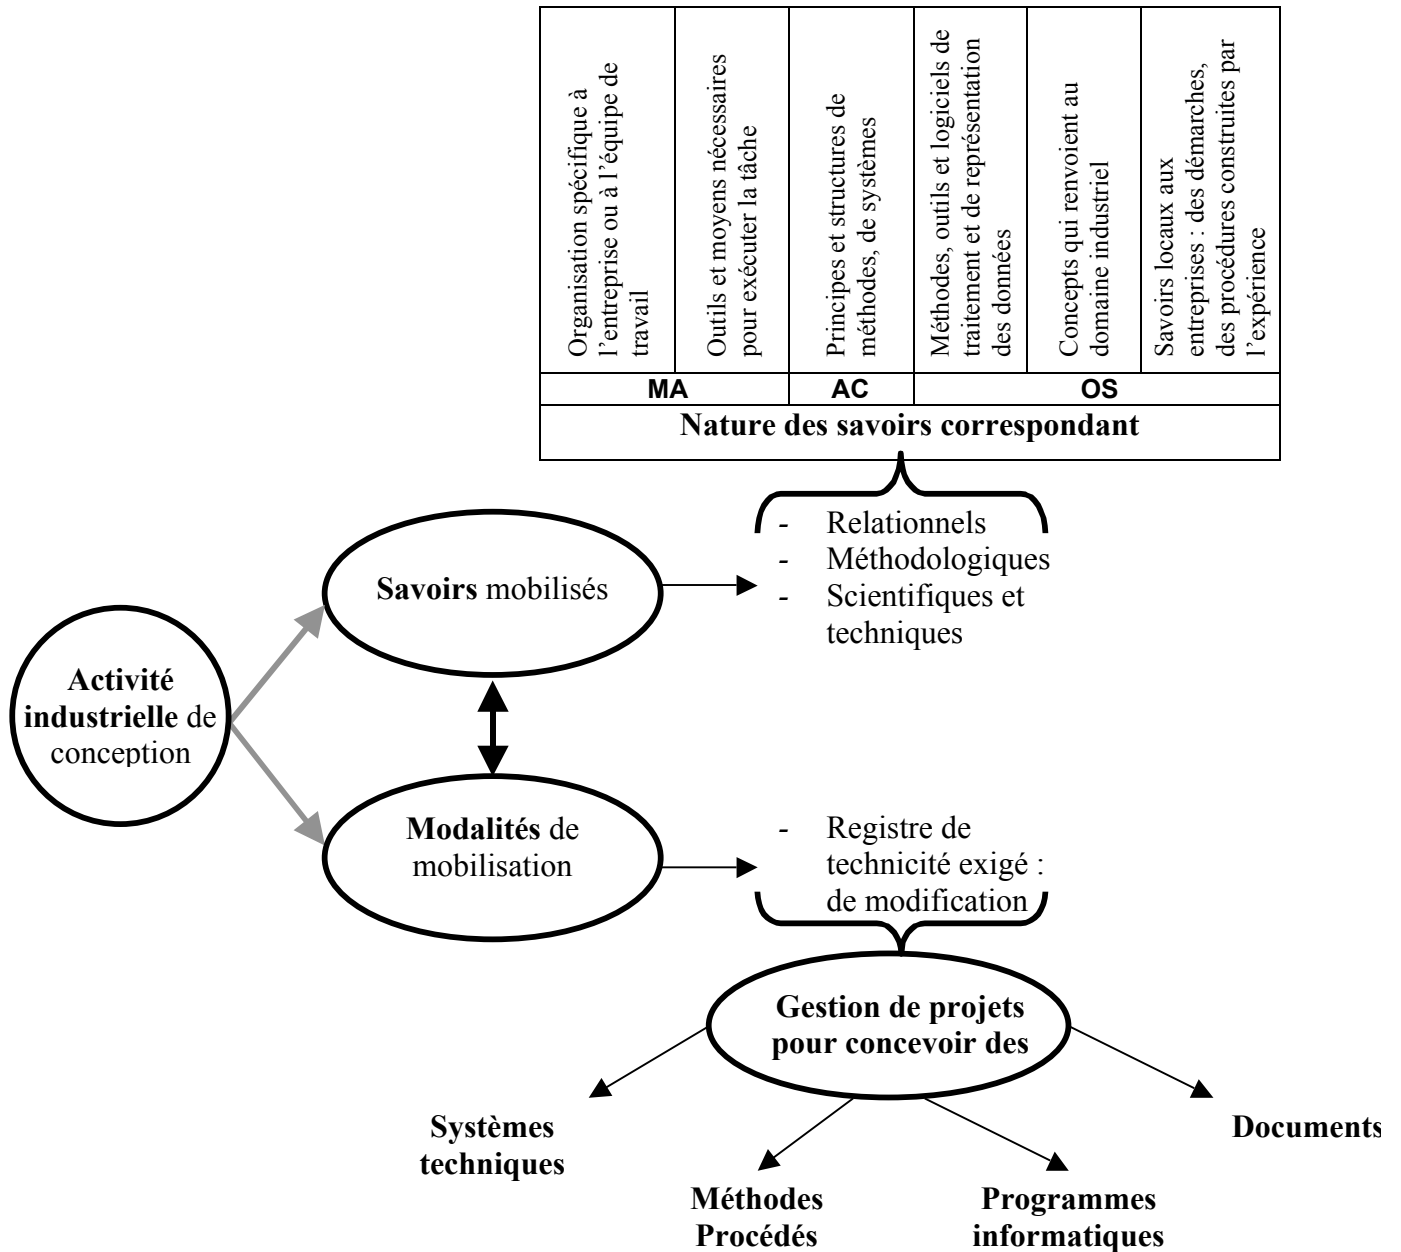 Organisation spécifique à
l’entreprise ou à l’équipe de
travail
Outils et moyens nécessaires
pour exécuter la tâche
Principes et structures de
méthodes, de systèmes
Méthodes, outils et logiciels de
traitement et de représentation
des données
Concepts qui renvoient au
domaine industriel
Savoirs locaux aux
entreprises : des démarches,
des procédures construites par
l’expérience
MA
AC
OS
Nature des savoirs correspondant
- Relationnels
- Méthodologiques
- Scientifiques et
techniques
Savoirs mobilisés
Activité
industrielle de
conception
Modalités de
mobilisation
- Registre de
technicité exigé :
de modification
Gestion de projets
pour concevoir des
Systèmes
techniques
Méthodes
Procédés
Programmes
informatiques
Documents